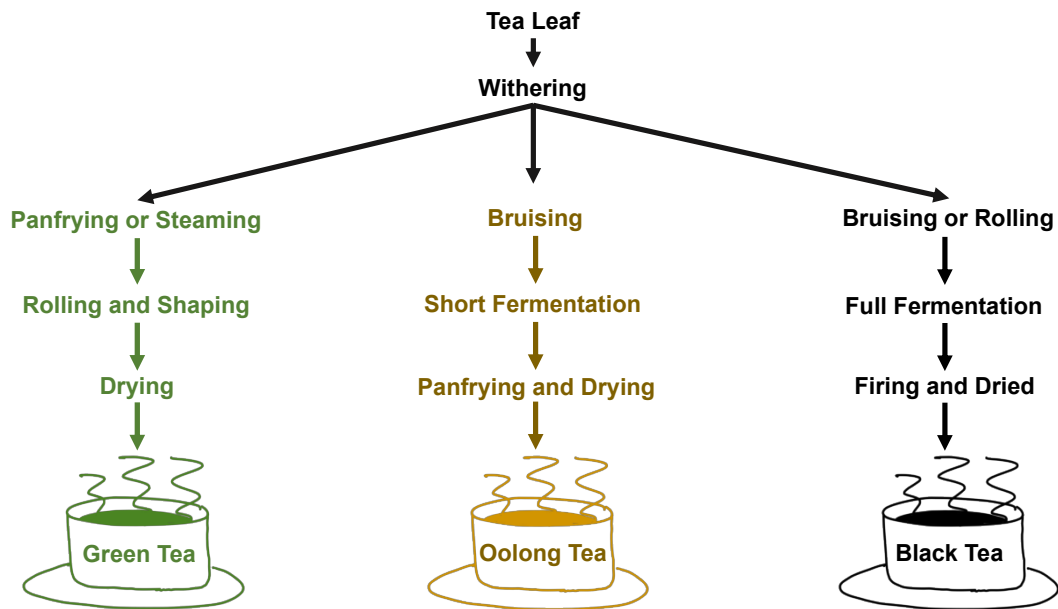 Tea Leaf
Withering
Panfrying or Steaming
Bruising
Bruising or Rolling
Rolling and Shaping
Short Fermentation
Full Fermentation
Drying
Panfrying and Drying
Firing and Dried
Green Tea
Oolong Tea
Black Tea